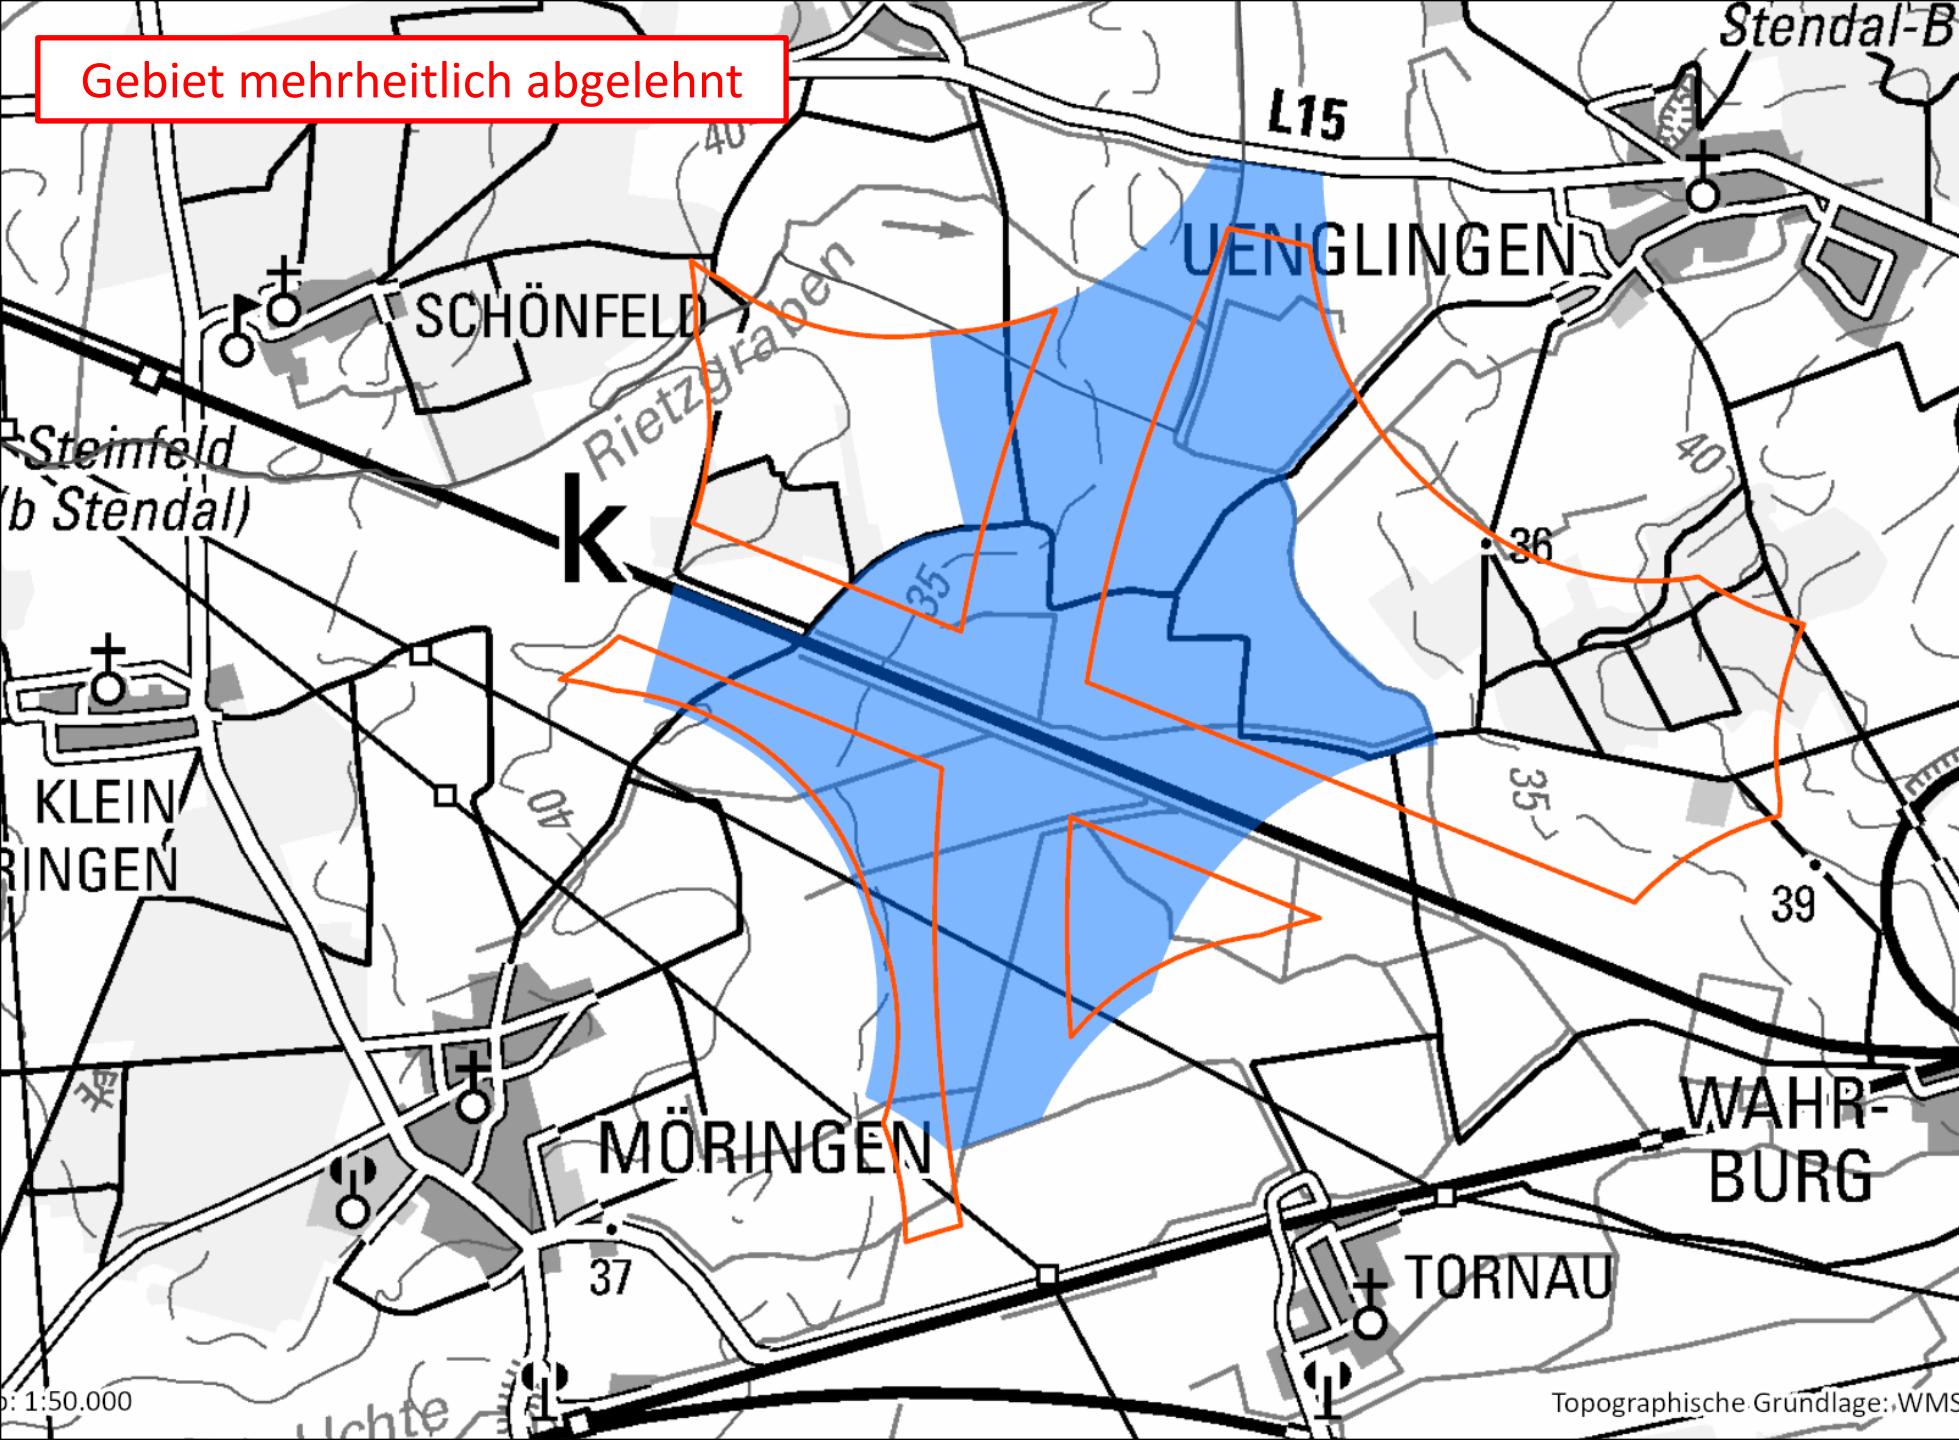 Stendal-B
Gebiet mehrheitlich abgelehnt
L15
40
UENGLINGEN
SCHÖNFELD
Rietzgraben
Steinfeld
(b Stendal)
k
40
36
35
KLEIN
RINGEN
40
35
39
MÖRINGEN
WAHR-
BURG
37
TORNAU
: 1:50.000
Uchte
Topographische Grundlage: WMS